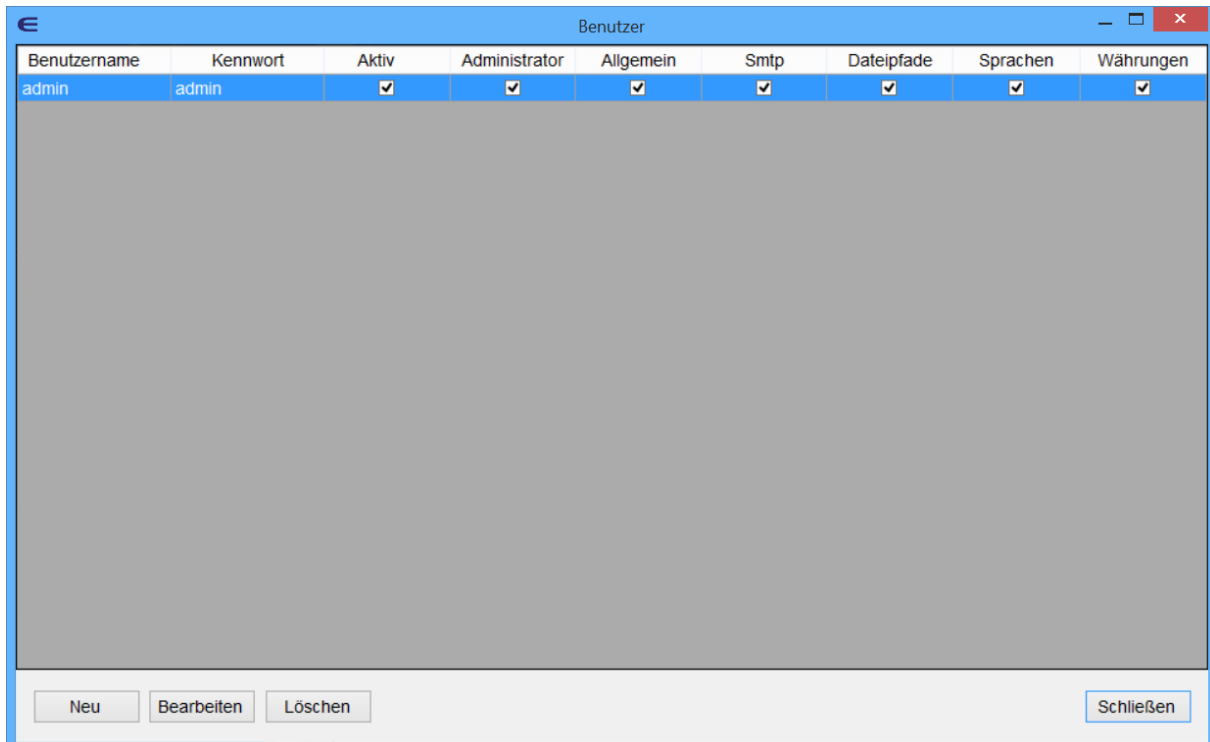 Benutzer
Benutzername Kennwort Aktiv Administrator Allgemein Smtp Dateipfade Sprachen Währungen
admin admin
Neu Bearbeiten Löschen Schließen